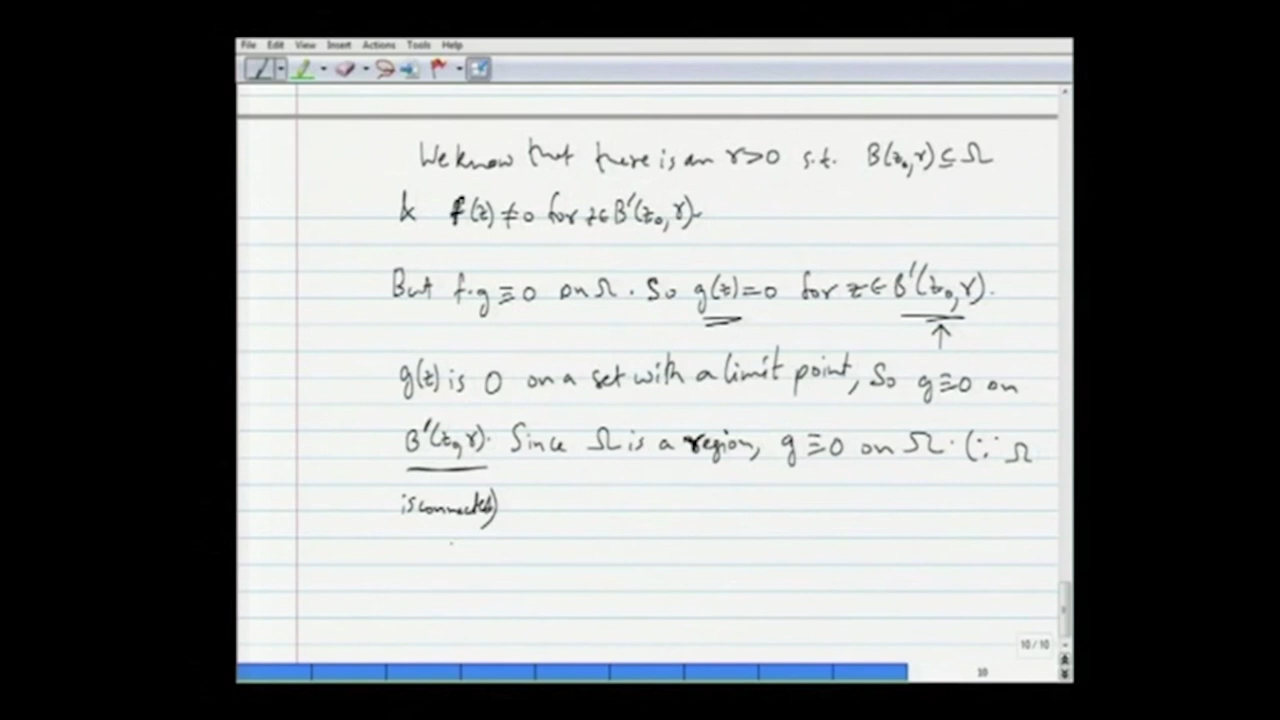 File Edit View Insert Actions Tools Help
We know that there is an r>0 s.t. B(z₀,r)⊆Ω
& f(z)≠0 for z∈B'(z₀,r).
But f.g≡0 on Ω. So g(z)=0 for z∈B'(z₀,r).
g(z) is 0 on a set with a limit point, So g≡0 on
B'(z₀,r). Since Ω is a region, g≡0 on Ω. (∵ Ω
is connected)
10/10
10